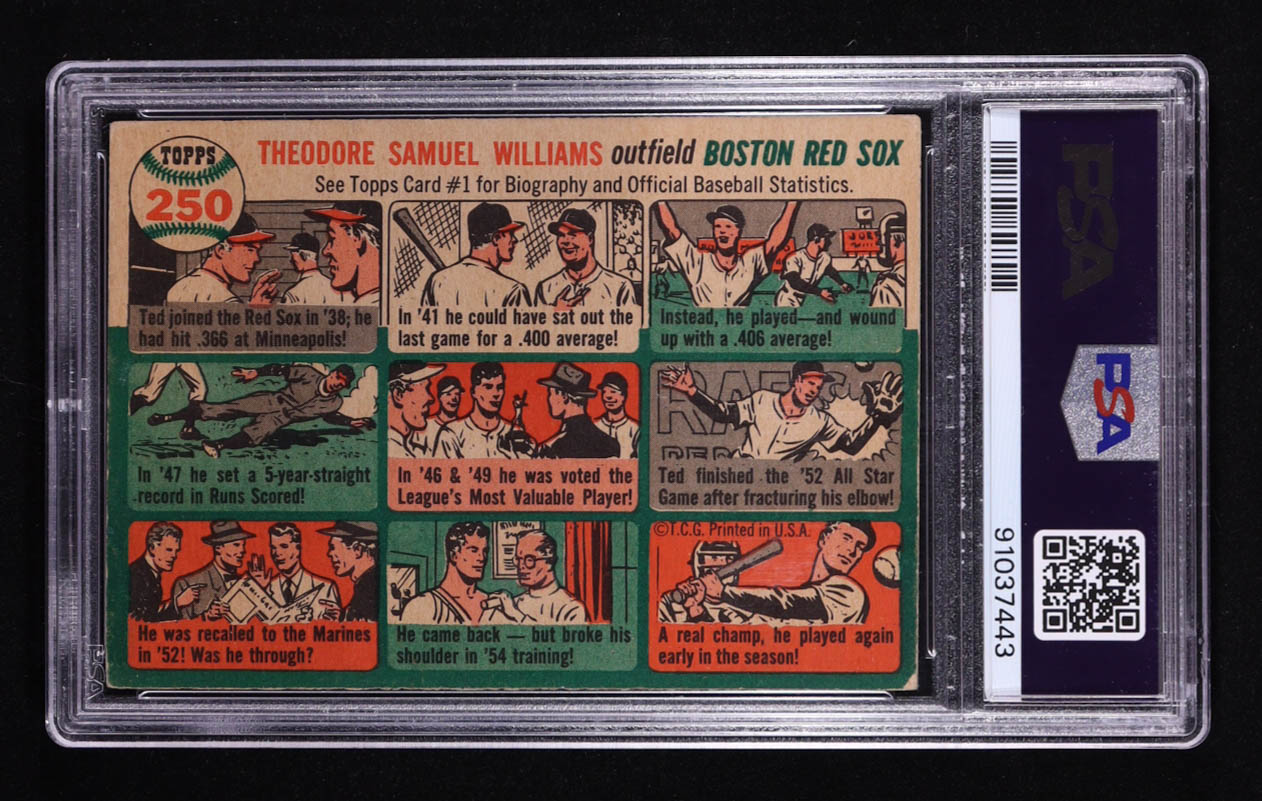 TOPPS
250
THEODORE SAMUEL WILLIAMS outfield BOSTON RED SOX
See Topps Card #1 for Biography and Official Baseball Statistics.
Ted joined the Red Sox in '38; he
had hit .366 at Minneapolis!
In '41 he could have sat out the
last game for a .400 average!
Instead, he played—and wound
up with a .406 average!
In '47 he set a 5-year-straight
record in Runs Scored!
In '46 & '49 he was voted the
League's Most Valuable Player!
Ted finished the '52 All Star
Game after fracturing his elbow!
He was recalled to the Marines
in '52! Was he through?
He came back — but broke his
shoulder in '54 training!
©T.C.G. Printed in U.S.A.
A real champ, he played again
early in the season!
PSA
PSA
91037443
PSA